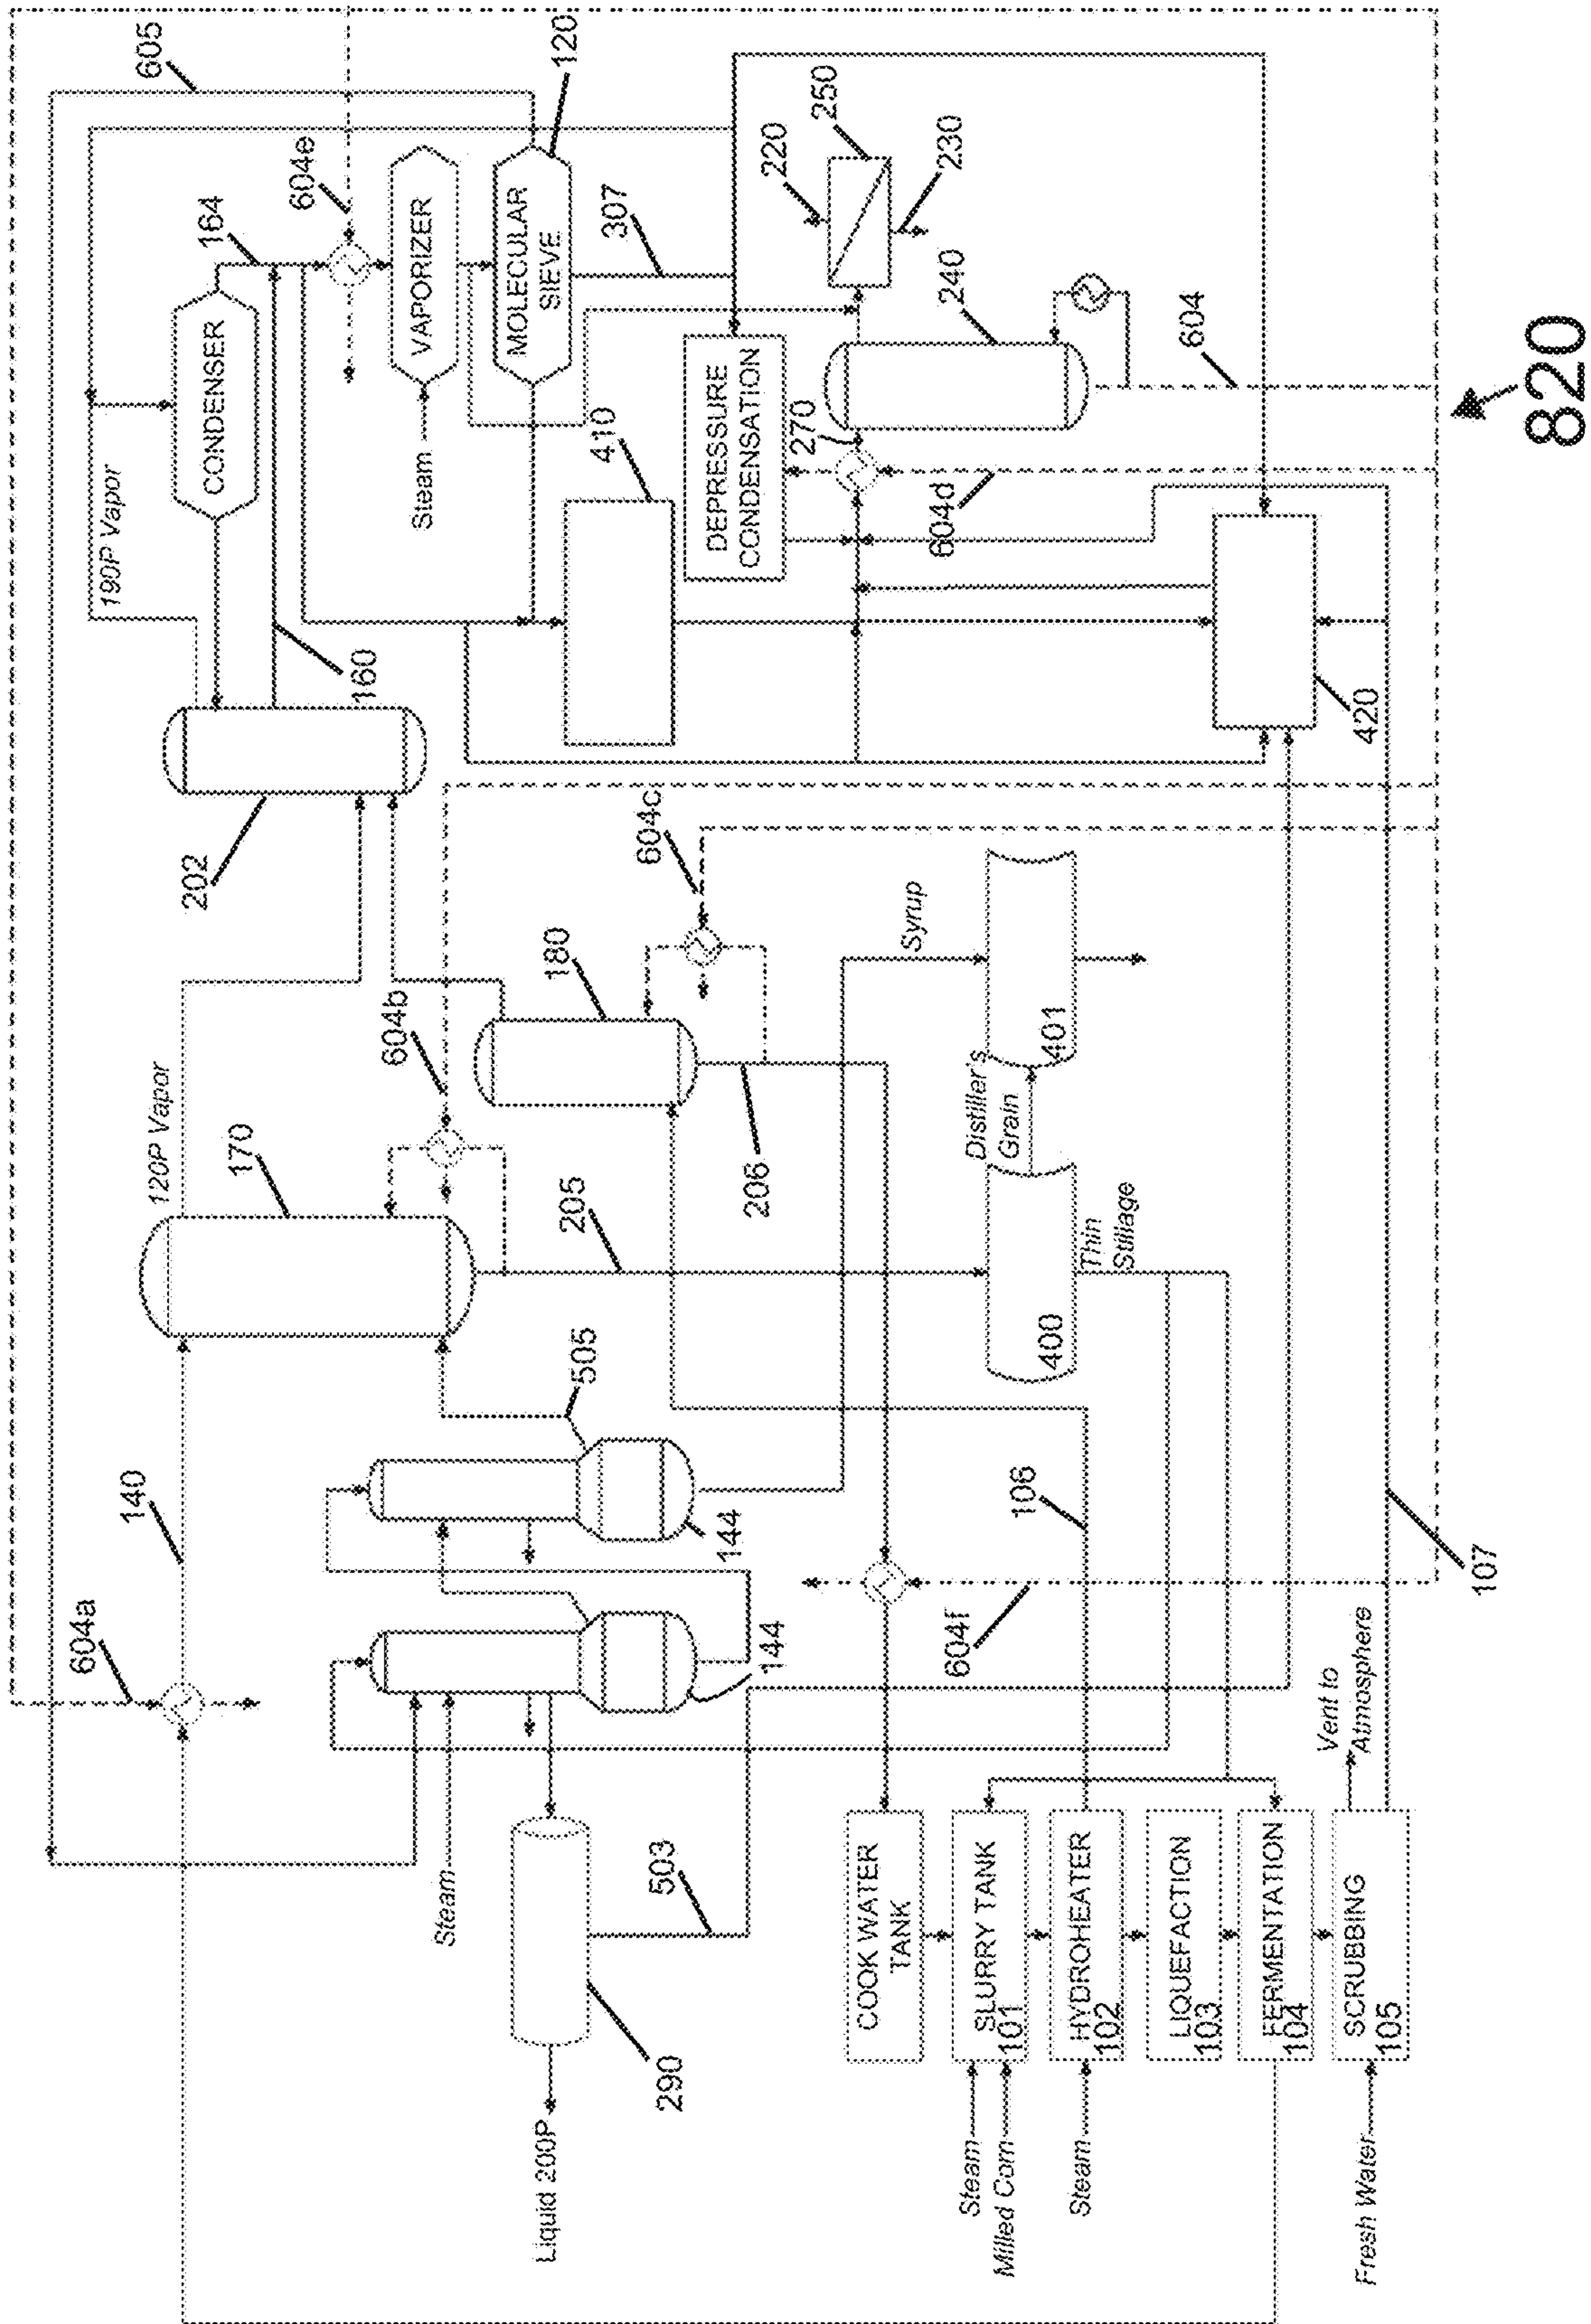 605
120
604e
164
190P Vapor
CONDENSER
VAPORIZER
MOLECULAR
SIEVE
Steam
307
220
250
230
160
202
410
DEPRESSURE
CONDENSATION
270
240
604
604d
420
820
120P Vapor
170
604b
180
604c
206
205
Syrup
Distiller's
Grain
401
400
Thin
Stillage
140
604a
505
144
144
106
604f
107
Steam
290
503
Liquid 200P
COOK WATER
TANK
SLURRY TANK
101
HYDROHEATER
102
LIQUEFACTION
103
FERMENTATION
104
SCRUBBING
105
Vent to
Atmosphere
Steam
Milled Corn
Steam
Fresh Water